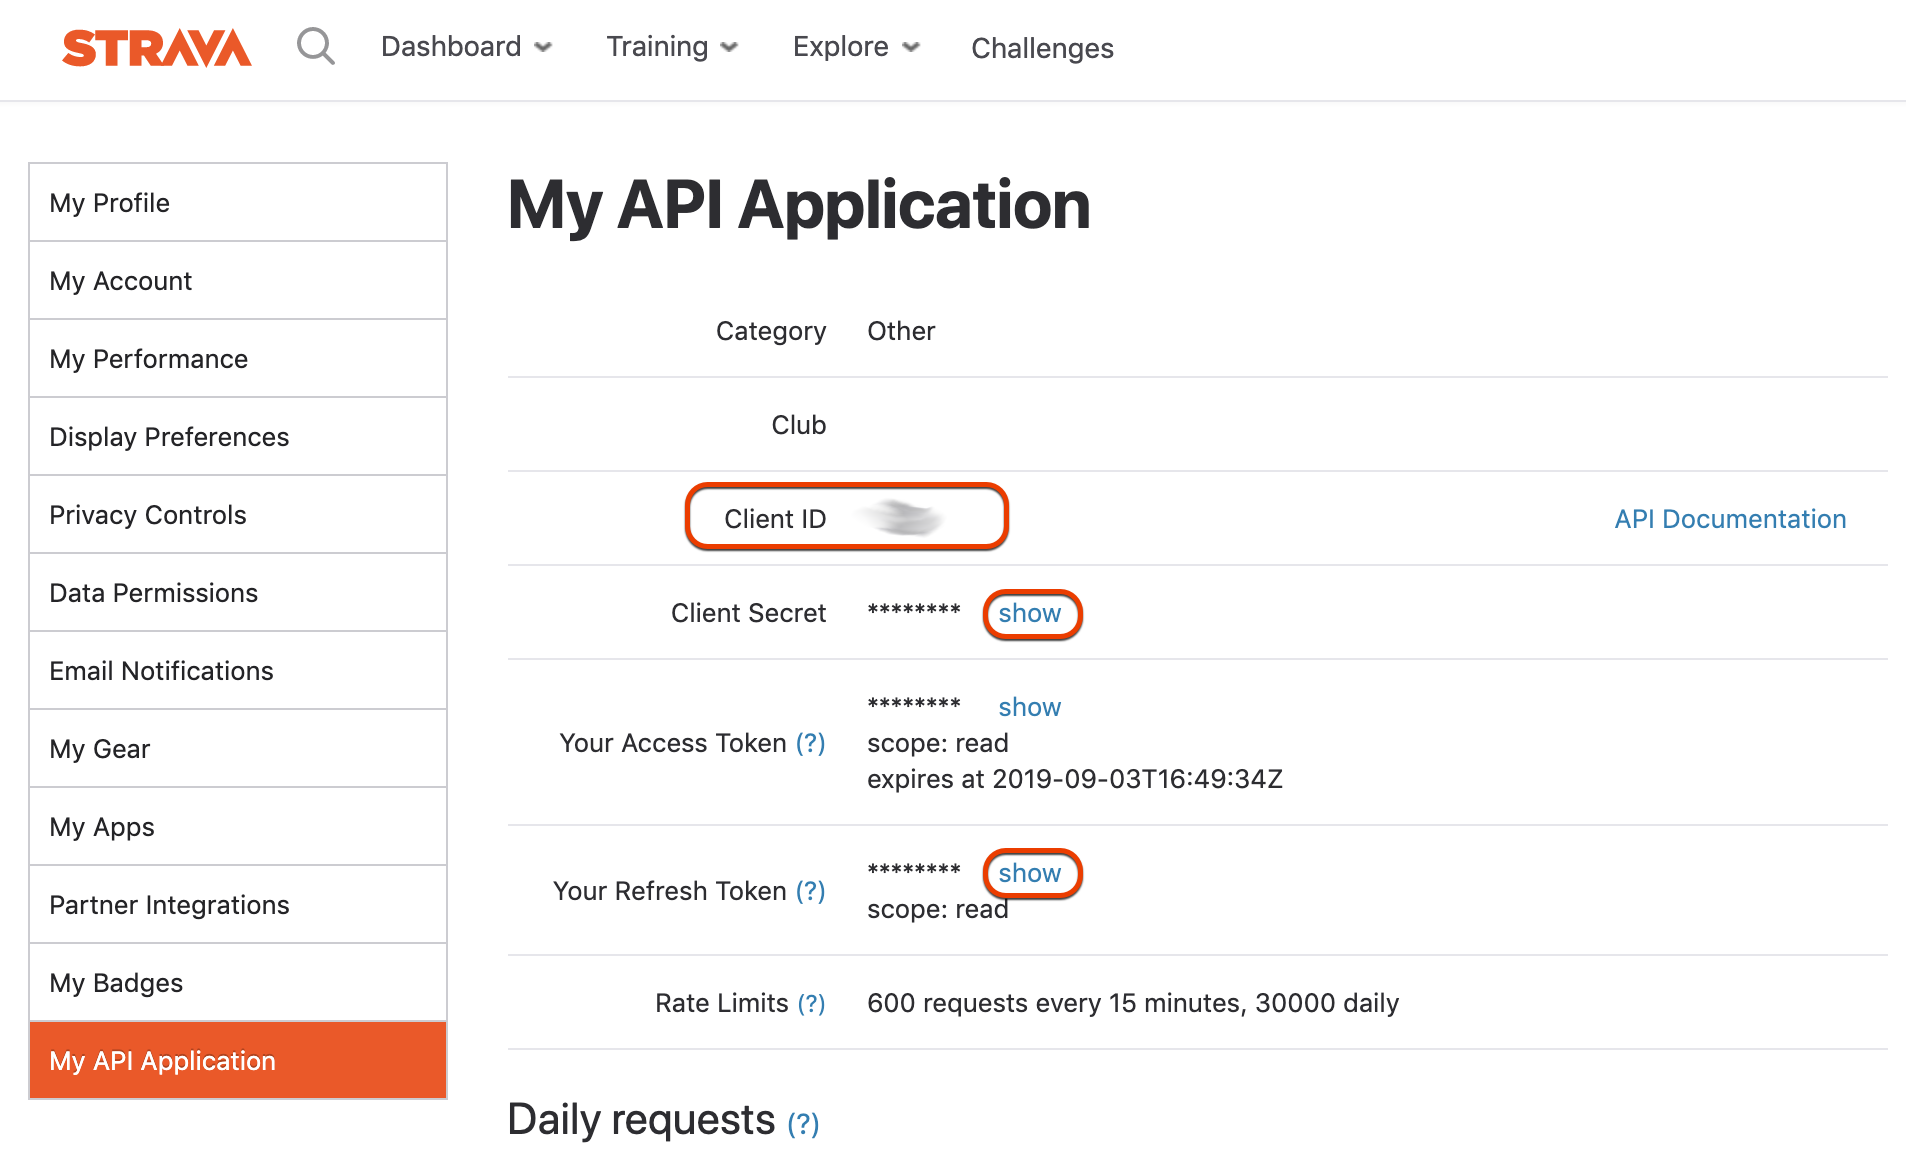 STRAVA Dashboard Training Explore Challenges
My Profile
My Account
My Performance
Display Preferences
Privacy Controls
Data Permissions
Email Notifications
My Gear
My Apps
Partner Integrations
My Badges
My API Application
My API Application
Category Other
Club
Client ID API Documentation
Client Secret ******** show
Your Access Token (?) ******** show
scope: read
expires at 2019-09-03T16:49:34Z
Your Refresh Token (?) ******** show
scope: read
Rate Limits (?) 600 requests every 15 minutes, 30000 daily
Daily requests (?)